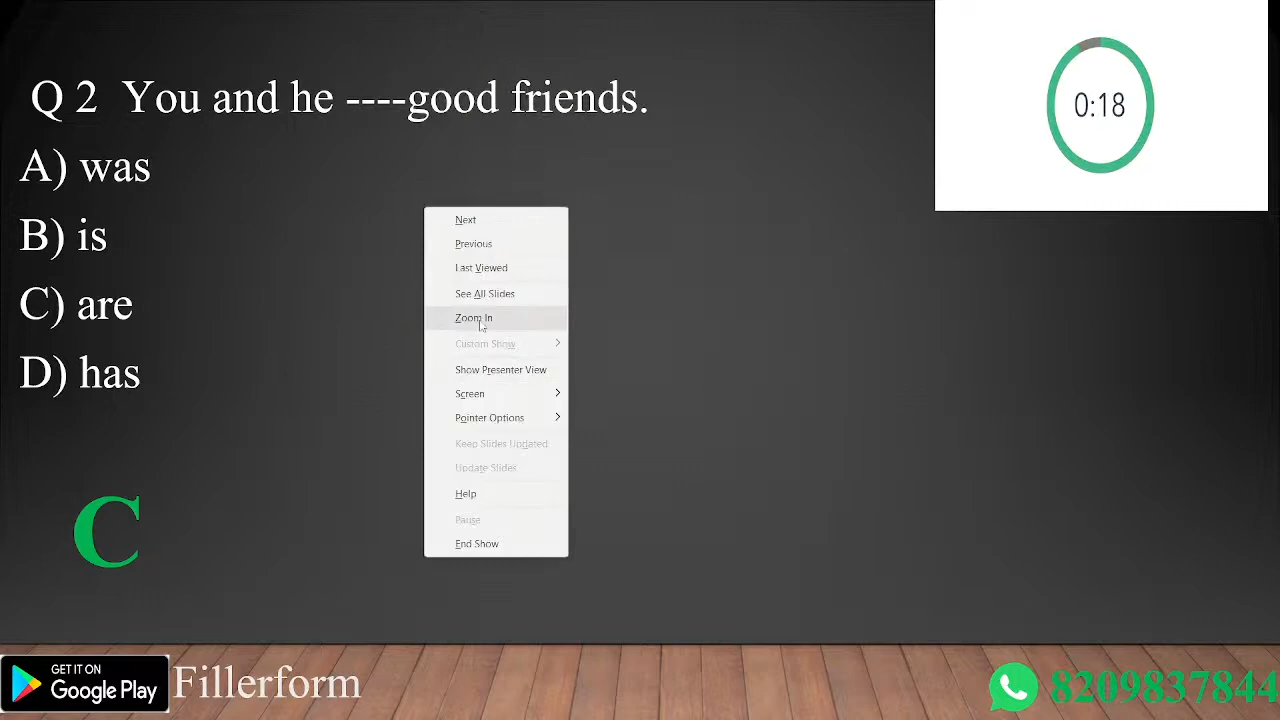 Q 2 You and he ----good friends.
0:18
A) was
B) is
C) are
D) has
Next
Previous
Last Viewed
See All Slides
Zoom In
Custom Show
Show Presenter View
Screen
Pointer Options
Keep Slides Updated
Update Slides
Help
Pause
End Show
C
GET IT ON
Google Play
Fillerform
8209837844